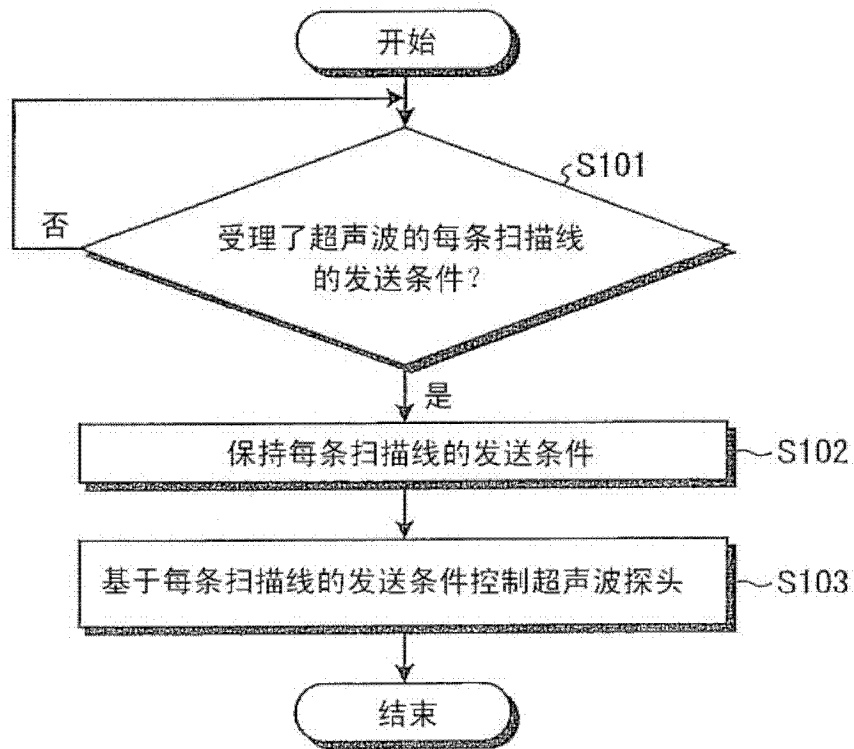 开始
S101
否
受理了超声波的每条扫描线
的发送条件？
是
保持每条扫描线的发送条件
S102
基于每条扫描线的发送条件控制超声波探头
S103
结束